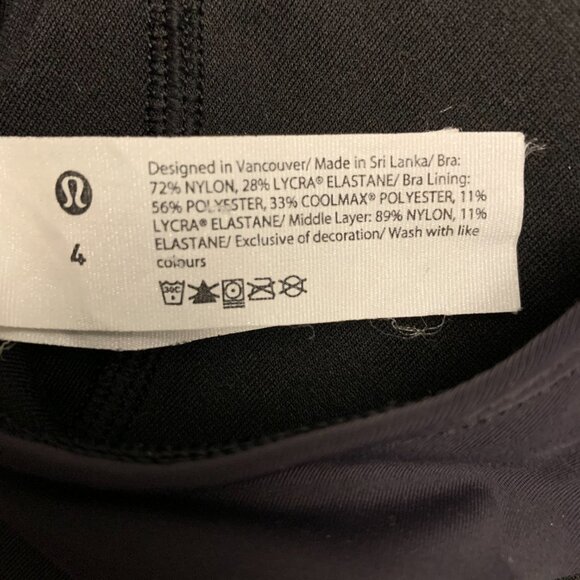 Designed in Vancouver/ Made in Sri Lanka/ Bra:
72% NYLON, 28% LYCRA® ELASTANE/ Bra Lining:
56% POLYESTER, 33% COOLMAX® POLYESTER, 11%
LYCRA® ELASTANE/ Middle Layer: 89% NYLON, 11%
ELASTANE/ Exclusive of decoration/ Wash with like
colours
4
30C